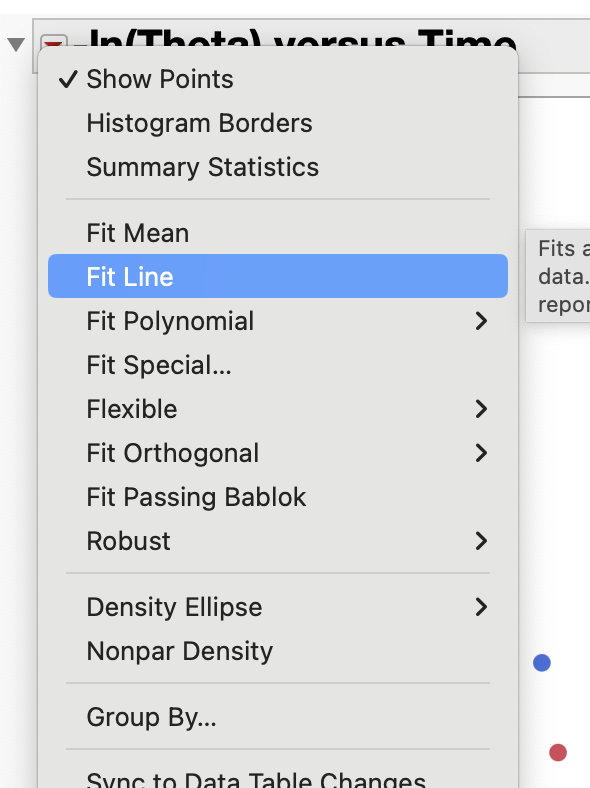 -ln(Theta) versus Time
Show Points
Histogram Borders
Summary Statistics
Fit Mean
Fit Line
Fits a
data.
repor
Fit Polynomial
Fit Special...
Flexible
Fit Orthogonal
Fit Passing Bablok
Robust
Density Ellipse
Nonpar Density
Group By...
Sync to Data Table Changes